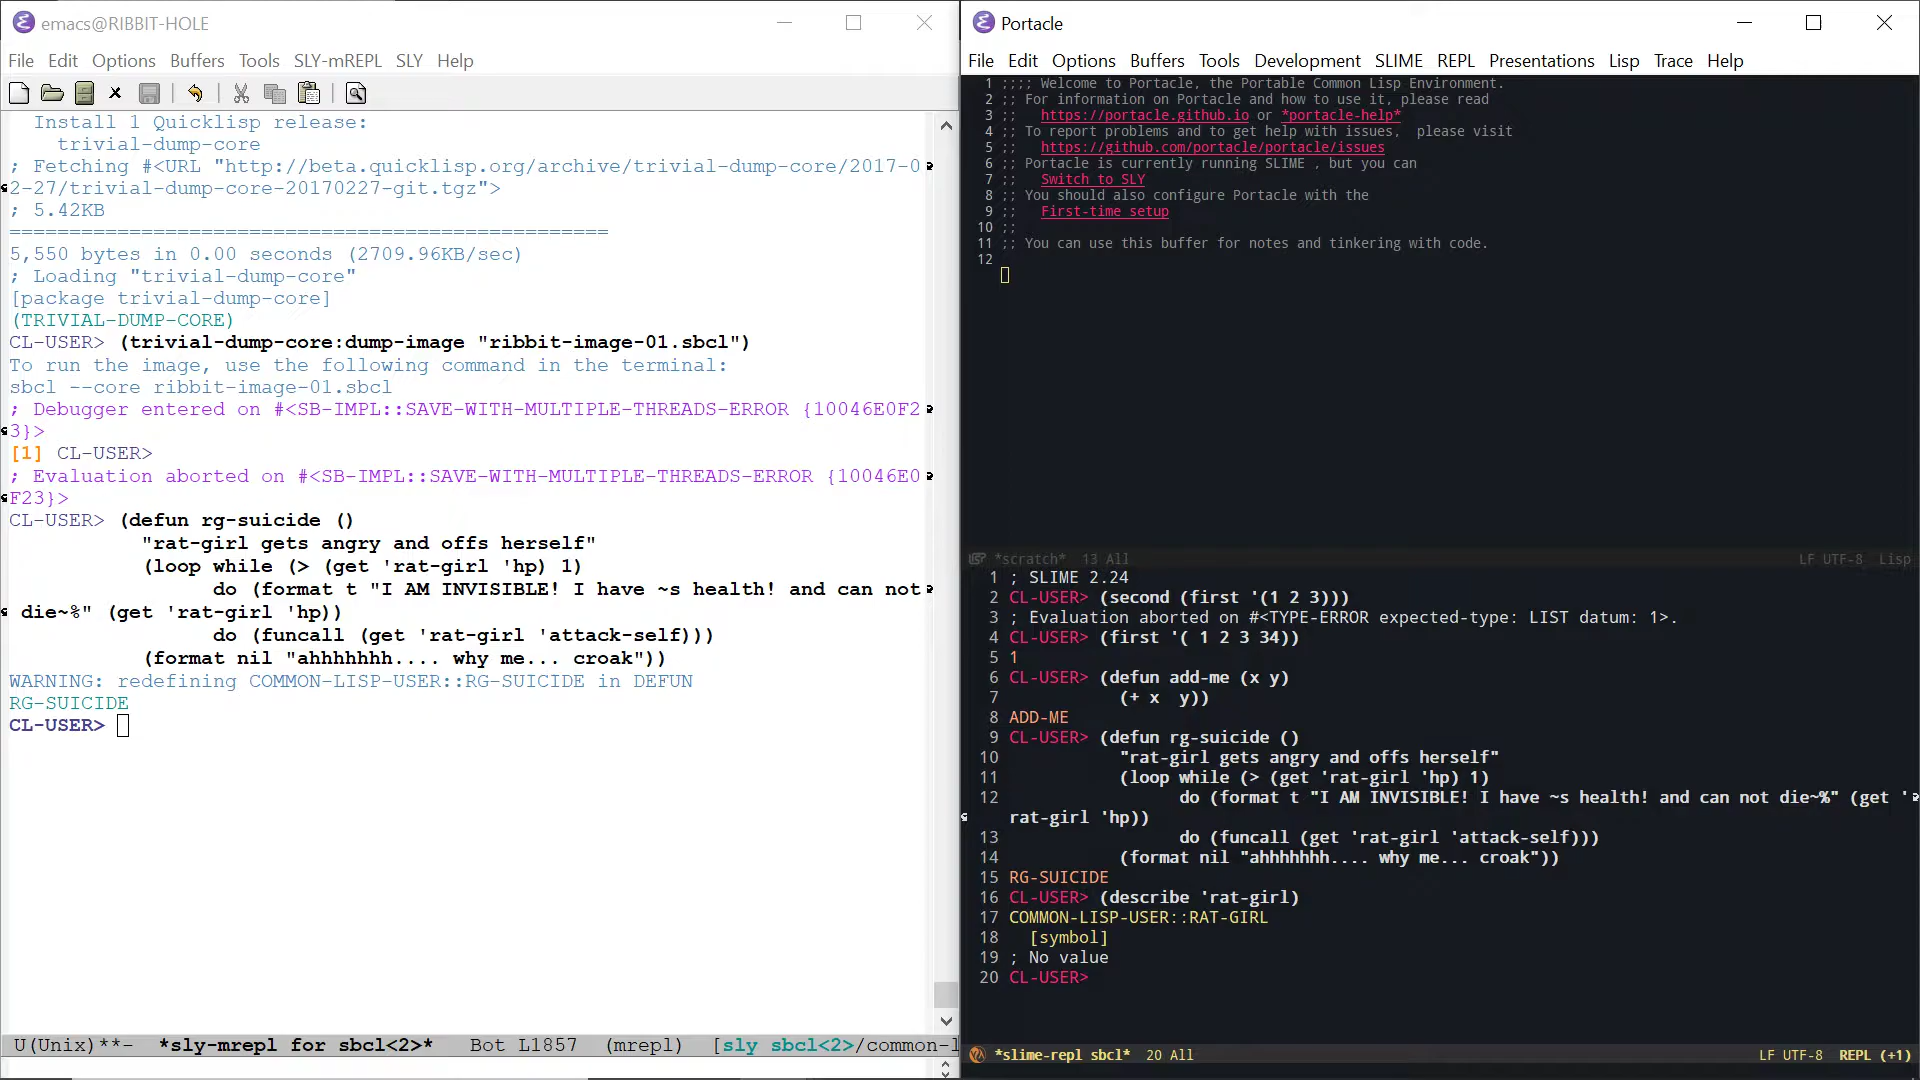 emacs@RIBBIT-HOLE
File Edit Options Buffers Tools SLY-mREPL SLY Help
Install 1 Quicklisp release:
trivial-dump-core
; Fetching #<URL "http://beta.quicklisp.org/archive/trivial-dump-core/2017-0
2-27/trivial-dump-core-20170227-git.tgz">
; 5.42KB
==================================================
5,550 bytes in 0.00 seconds (2709.96KB/sec)
; Loading "trivial-dump-core"
[package trivial-dump-core]
(TRIVIAL-DUMP-CORE)
CL-USER> (trivial-dump-core:dump-image "ribbit-image-01.sbcl")
To run the image, use the following command in the terminal:
sbcl --core ribbit-image-01.sbcl
; Debugger entered on #<SB-IMPL::SAVE-WITH-MULTIPLE-THREADS-ERROR {10046E0F2
3}>
[1] CL-USER>
; Evaluation aborted on #<SB-IMPL::SAVE-WITH-MULTIPLE-THREADS-ERROR {10046E0
F23}>
CL-USER> (defun rg-suicide ()
"rat-girl gets angry and offs herself"
(loop while (> (get 'rat-girl 'hp) 1)
do (format t "I AM INVISIBLE! I have ~s health! and can not
die~%" (get 'rat-girl 'hp))
do (funcall (get 'rat-girl 'attack-self)))
(format nil "ahhhhhhh.... why me... croak"))
WARNING: redefining COMMON-LISP-USER::RG-SUICIDE in DEFUN
RG-SUICIDE
CL-USER>
U(Unix)**- *sly-mrepl for sbcl<2>* Bot L1857 (mrepl) [sly sbcl<2>/common-l
Portacle
File Edit Options Buffers Tools Development SLIME REPL Presentations Lisp Trace Help
1 ;;;; Welcome to Portacle, the Portable Common Lisp Environment.
2 ;; For information on Portacle and how to use it, please read
3 ;; https://portacle.github.io or *portacle-help*
4 ;; To report problems and to get help with issues, please visit
5 ;; https://github.com/portacle/portacle/issues
6 ;; Portacle is currently running SLIME , but you can
7 ;; Switch to SLY
8 ;; You should also configure Portacle with the
9 ;; First-time setup
10 ;;
11 ;; You can use this buffer for notes and tinkering with code.
12
*scratch* 13 All LF UTF-8 Lisp
1 ; SLIME 2.24
2 CL-USER> (second (first '(1 2 3)))
3 ; Evaluation aborted on #<TYPE-ERROR expected-type: LIST datum: 1>.
4 CL-USER> (first '( 1 2 3 34))
5 1
6 CL-USER> (defun add-me (x y)
7 (+ x y))
8 ADD-ME
9 CL-USER> (defun rg-suicide ()
10 "rat-girl gets angry and offs herself"
11 (loop while (> (get 'rat-girl 'hp) 1)
12 do (format t "I AM INVISIBLE! I have ~s health! and can not die~%" (get '
rat-girl 'hp))
13 do (funcall (get 'rat-girl 'attack-self)))
14 (format nil "ahhhhhhh.... why me... croak"))
15 RG-SUICIDE
16 CL-USER> (describe 'rat-girl)
17 COMMON-LISP-USER::RAT-GIRL
18 [symbol]
19 ; No value
20 CL-USER>
*slime-repl sbcl* 20 All LF UTF-8 REPL (+1)